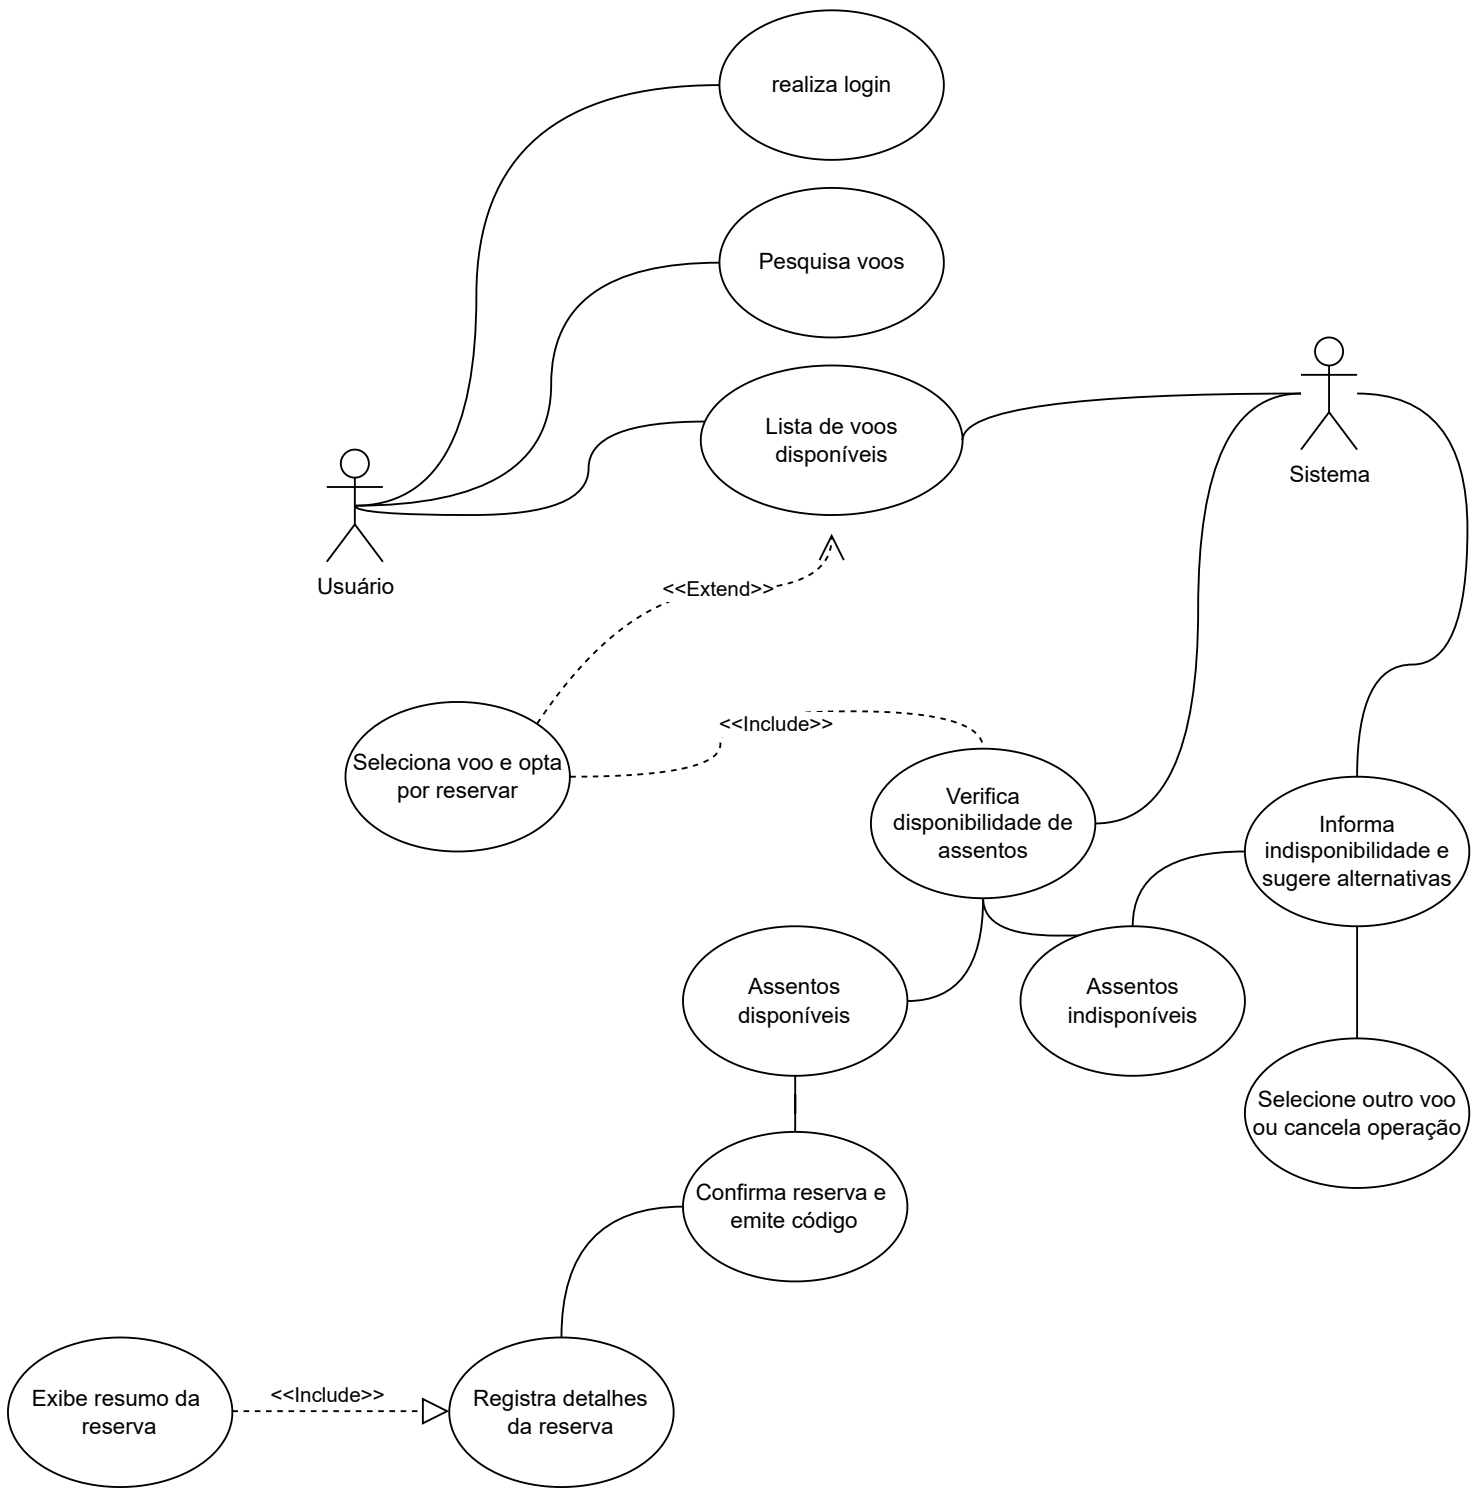 realiza login
Pesquisa voos
Lista de voos
disponíveis
Sistema
Usuário
<<Extend>>
<<Include>>
Seleciona voo e opta
por reservar
Verifica
disponibilidade de
assentos
Informa
indisponibilidade e
sugere alternativas
Assentos
disponíveis
Assentos
indisponíveis
Selecione outro voo
ou cancela operação
Confirma reserva e
emite código
Exibe resumo da
reserva
<<Include>>
Registra detalhes
da reserva